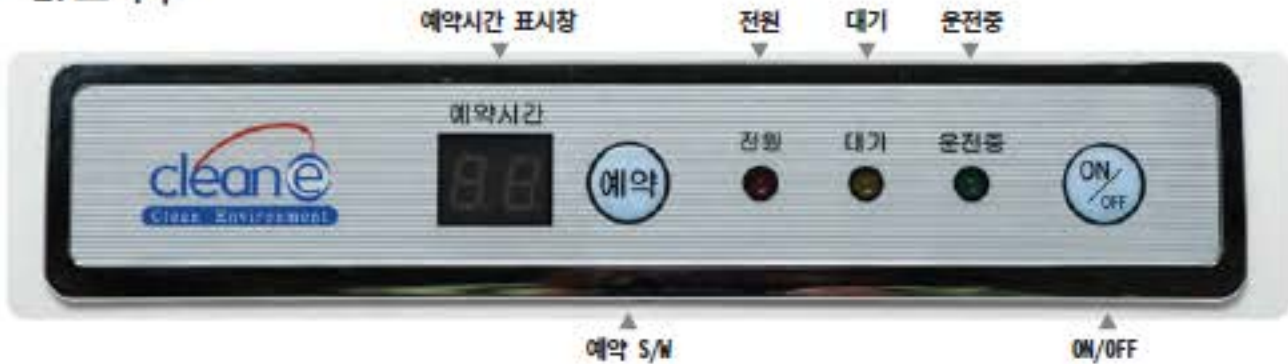 예약시간 표시창 전원 대기 운전중
예약시간
전원 대기 운전중
예약
ON/OFF
clean e
Clean Environment
예약 S/W ON/OFF